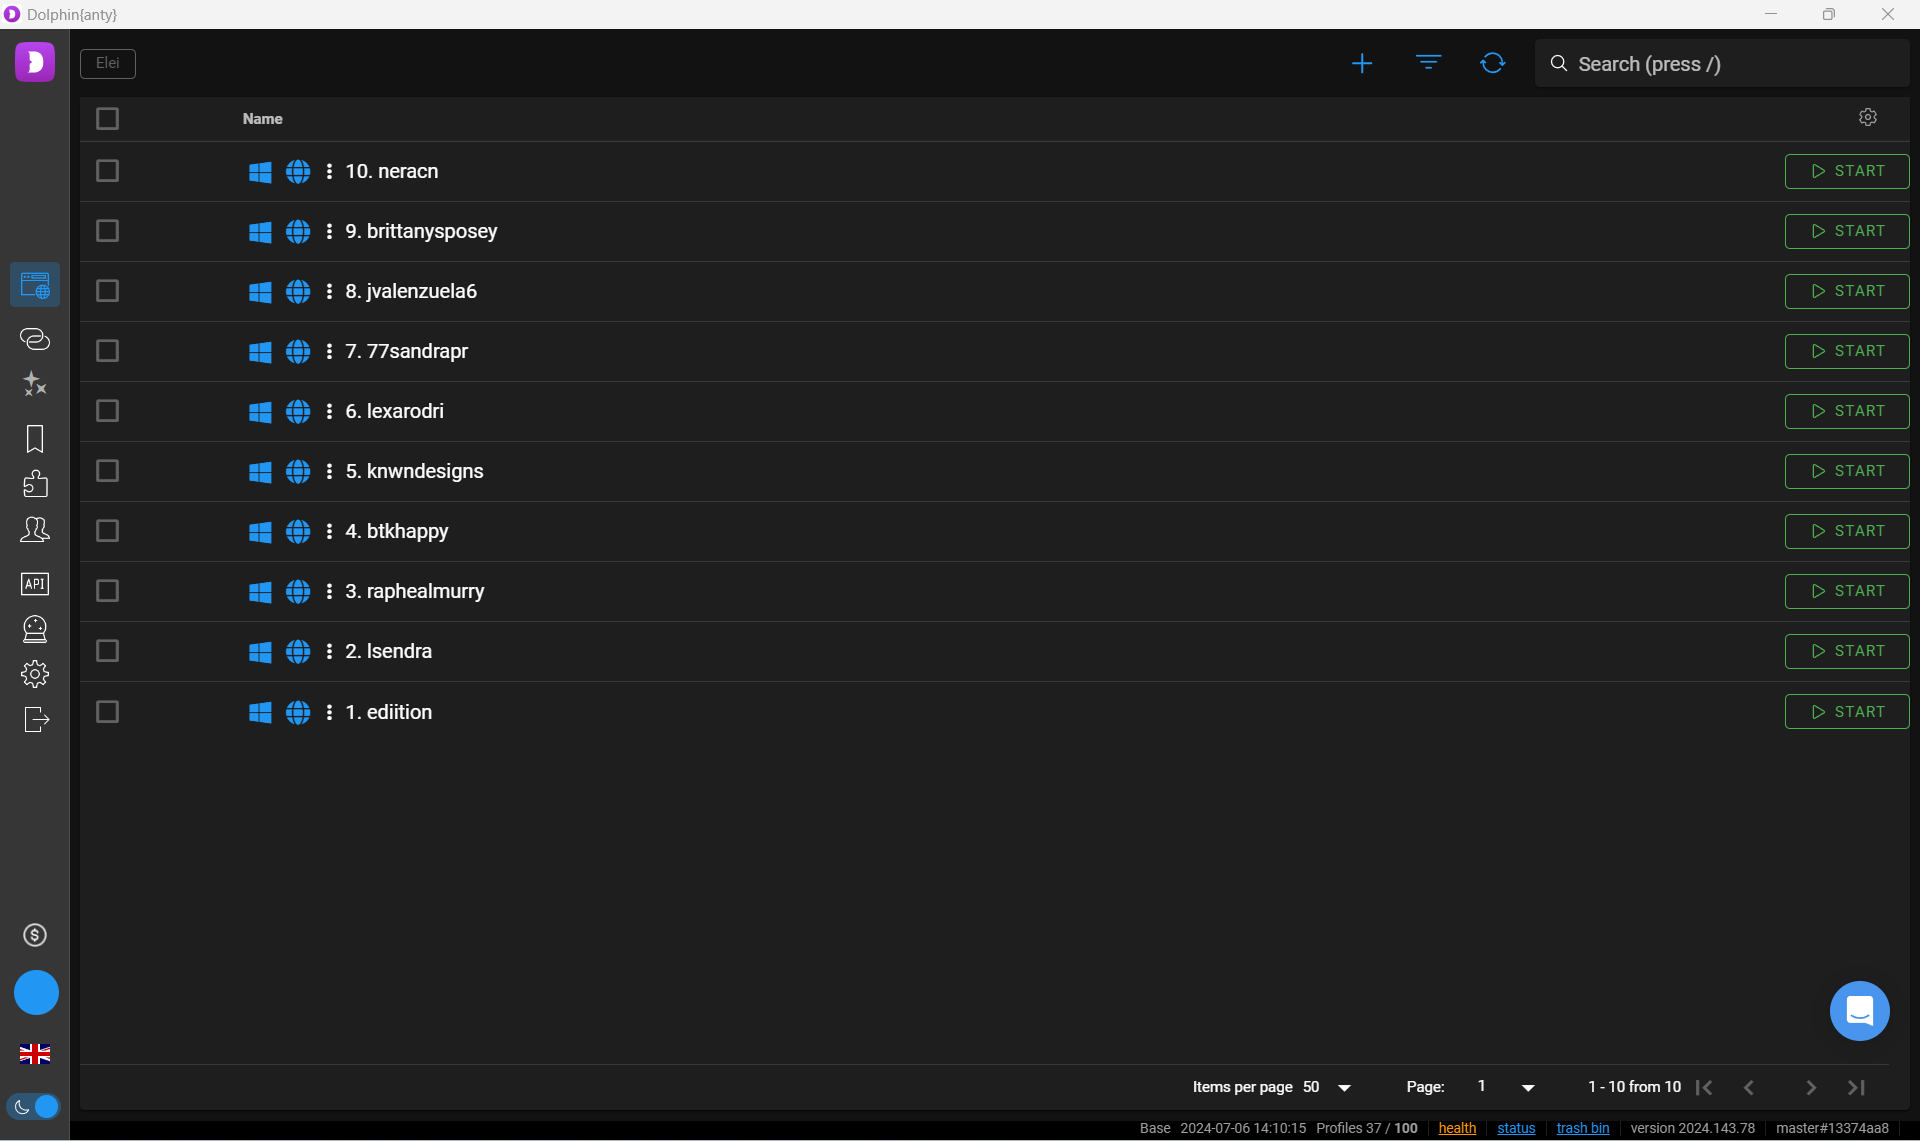 Dolphin{anty}
Elei
Search (press /)
Name
10. neracn START
9. brittanysposey START
8. jvalenzuela6 START
7. 77sandrapr START
6. lexarodri START
5. knwndesigns START
4. btkhappy START
3. raphealmurry START
2. lsendra START
1. ediition START
API
Items per page 50 Page: 1 1 - 10 from 10
Base 2024-07-06 14:10:15 Profiles 37 / 100 health status trash bin version 2024.143.78 master#13374aa8